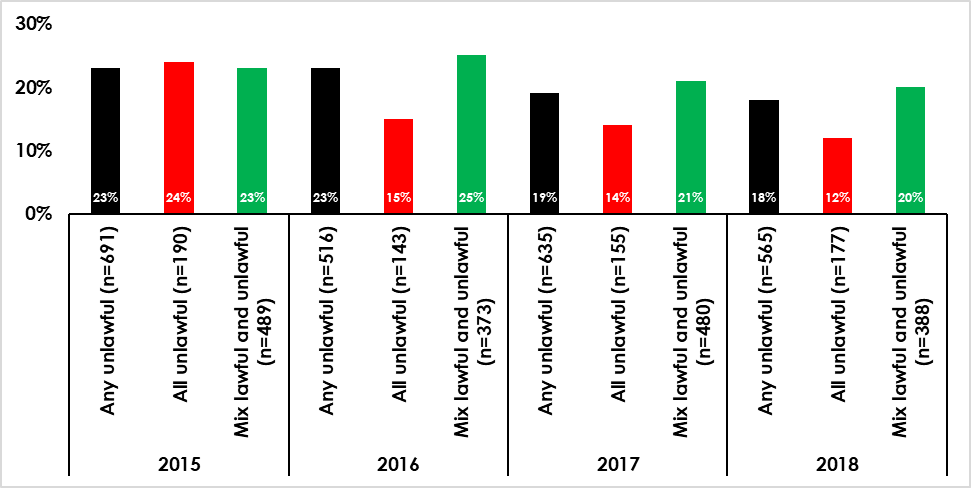 30%
20%
10%
0%
23%
24%
23%
23%
15%
25%
19%
14%
21%
18%
12%
20%
Any unlawful (n=691)
All unlawful (n=190)
Mix lawful and unlawful
(n=489)
Any unlawful (n=516)
All unlawful (n=143)
Mix lawful and unlawful
(n=373)
Any unlawful (n=635)
All unlawful (n=155)
Mix lawful and unlawful
(n=480)
Any unlawful (n=565)
All unlawful (n=177)
Mix lawful and unlawful
(n=388)
2015
2016
2017
2018